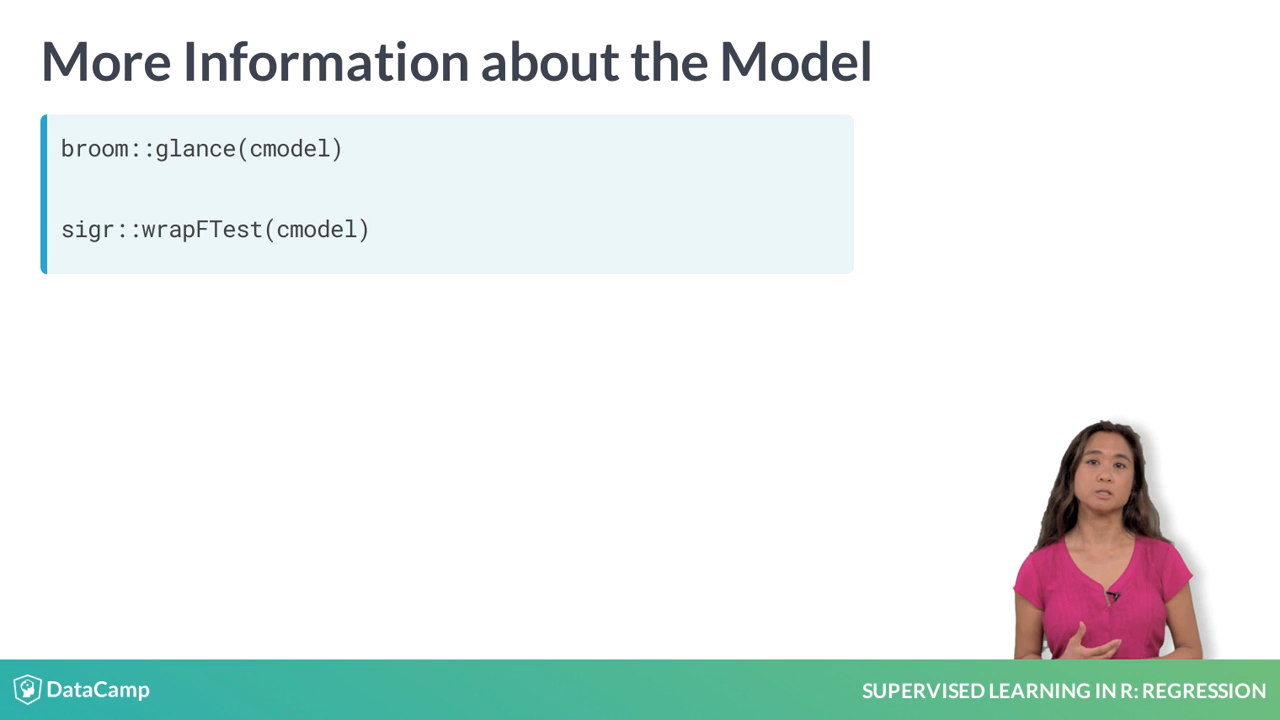 More Information about the Model
broom::glance(cmodel)
sigr::wrapFTest(cmodel)
DataCamp
SUPERVISED LEARNING IN R: REGRESSION